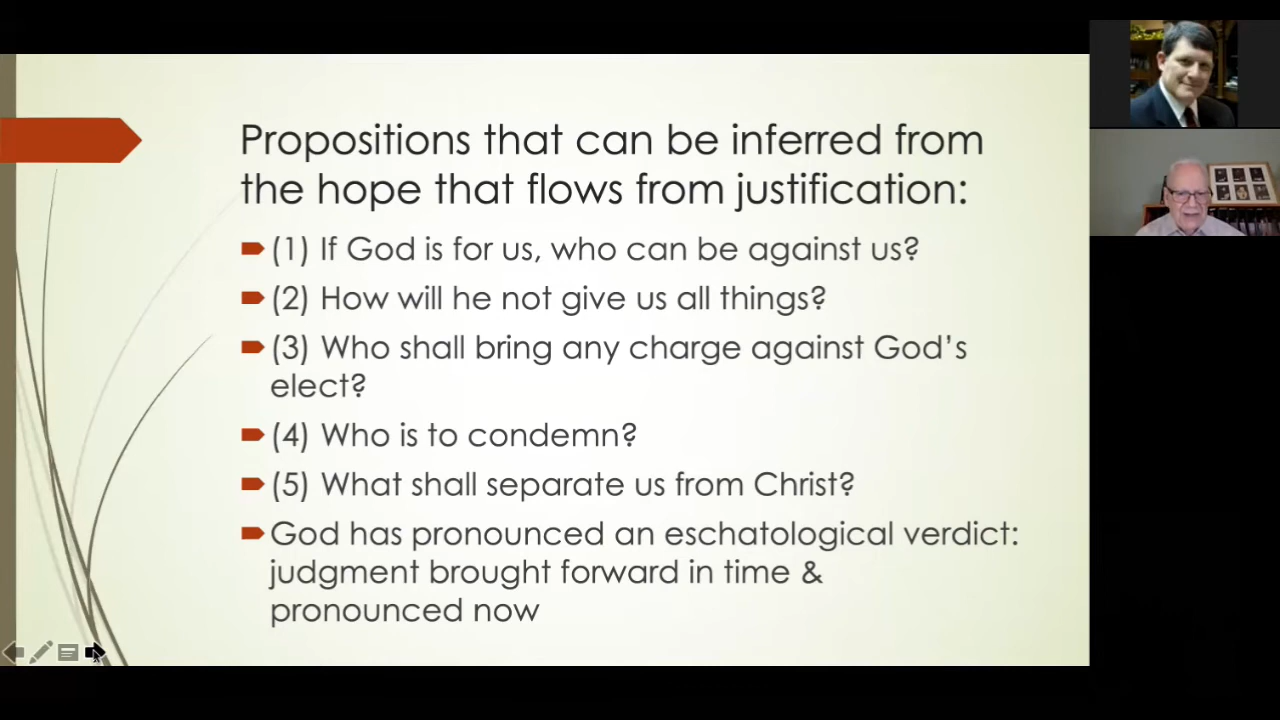 Propositions that can be inferred from
the hope that flows from justification:
(1) If God is for us, who can be against us?
(2) How will he not give us all things?
(3) Who shall bring any charge against God's
elect?
(4) Who is to condemn?
(5) What shall separate us from Christ?
God has pronounced an eschatological verdict:
judgment brought forward in time &
pronounced now